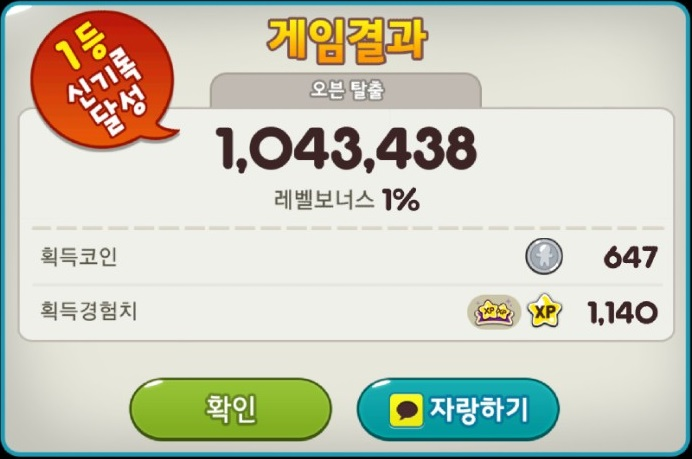 1등
신기록
달성
게임결과
오븐 탈출
1,043,438
레벨보너스 1%
획득코인 647
획득경험치 XP XP XP 1,140
확인 자랑하기